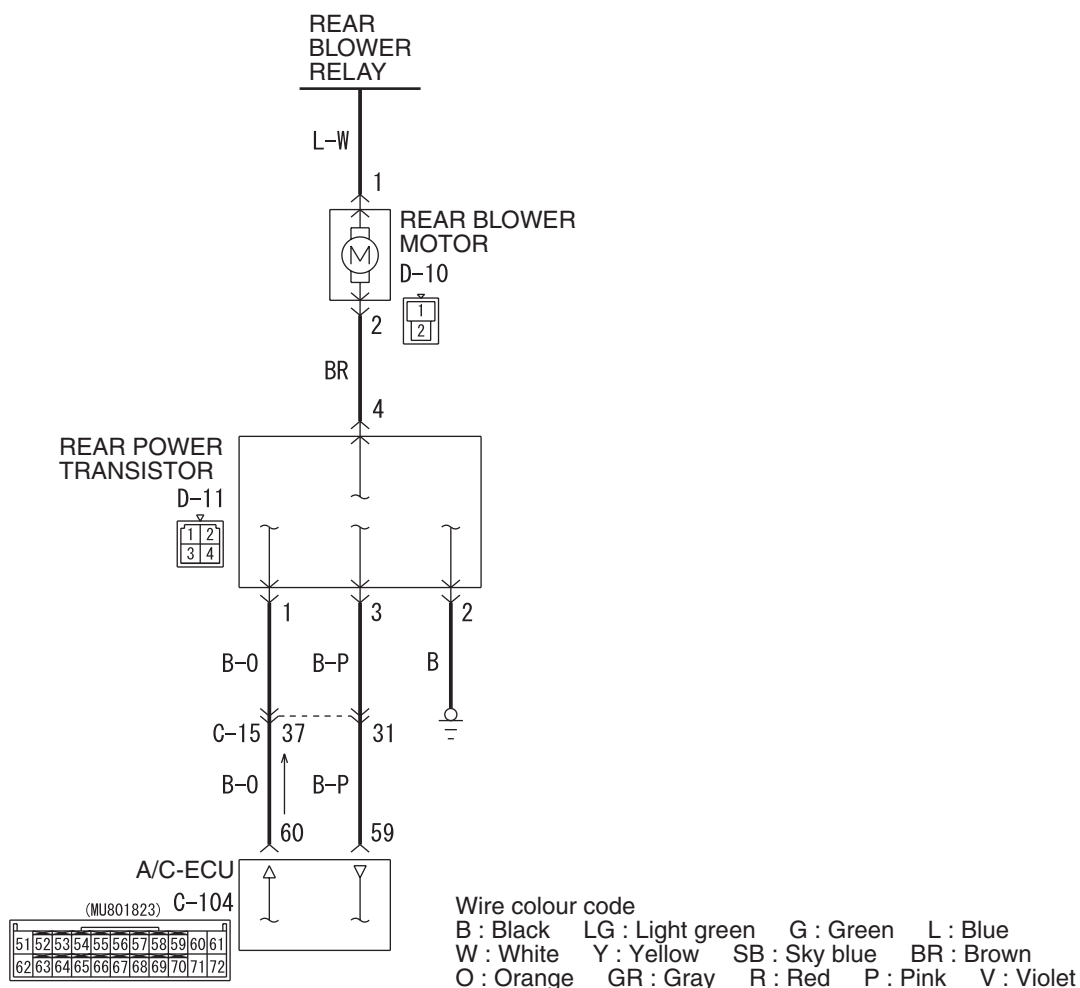 REAR
BLOWER
RELAY
L-W
1
REAR BLOWER
MOTOR
M
D-10
1
2
2
BR
4
REAR POWER
TRANSISTOR
D-11
1 2
3 4
1 3 2
B-O B-P B
C-15 37 31
B-O B-P
60 59
A/C-ECU
C-104
(MU801823)
51 52 53 54 55 56 57 58 59 60 61
62 63 64 65 66 67 68 69 70 71 72
Wire colour code
B : Black LG : Light green G : Green L : Blue
W : White Y : Yellow SB : Sky blue BR : Brown
O : Orange GR : Gray R : Red P : Pink V : Violet